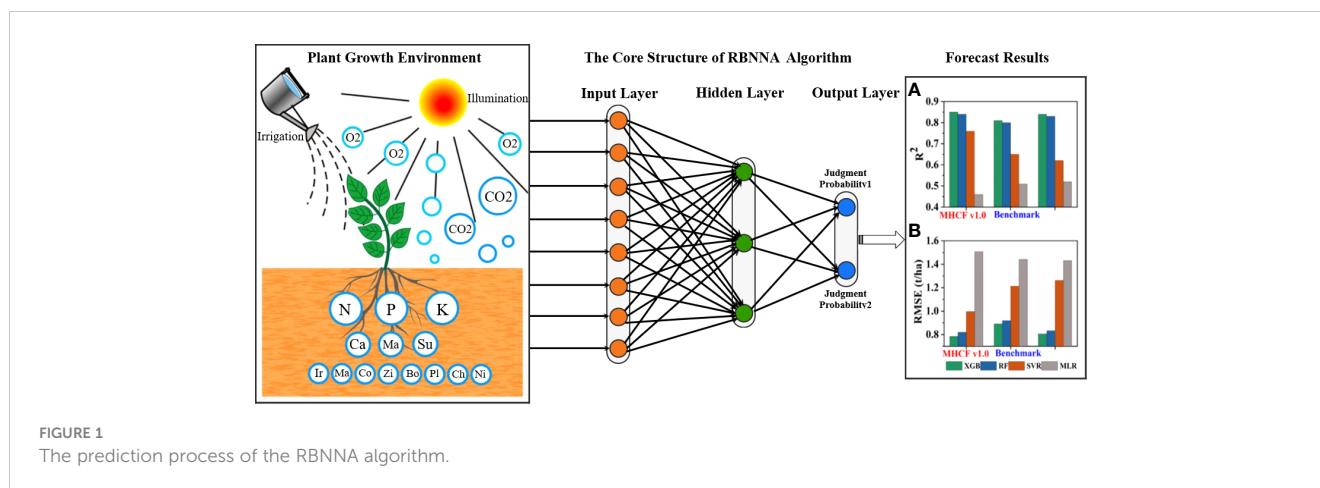 Plant Growth Environment
Irrigation
Illumination
O2
O2
O2
CO2
CO2
N P K
Ca Ma Su
Ir Ma Co Zi Bo Pl Ch Ni
The Core Structure of RBNNA Algorithm
Input Layer
Hidden Layer
Output Layer
Judgment
Probability1
Judgment
Probability2
Forecast Results
A
0.9
0.8
0.7
0.6
0.5
0.4
R2
MHCF v1.0 Benchmark
B
1.6
1.4
1.2
1.0
0.8
RMSE (t/ha)
MHCF v1.0 Benchmark
XGB RF SVR MLR
FIGURE 1
The prediction process of the RBNNA algorithm.